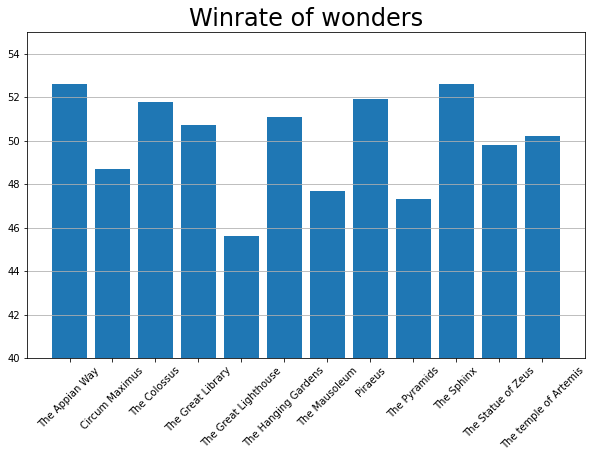 Winrate of wonders
54
52
50
48
46
44
42
40
The Appian Way
Circum Maximus
The Colossus
The Great Library
The Great Lighthouse
The Hanging Gardens
The Mausoleum
Piraeus
The Pyramids
The Sphinx
The Statue of Zeus
The temple of Artemis